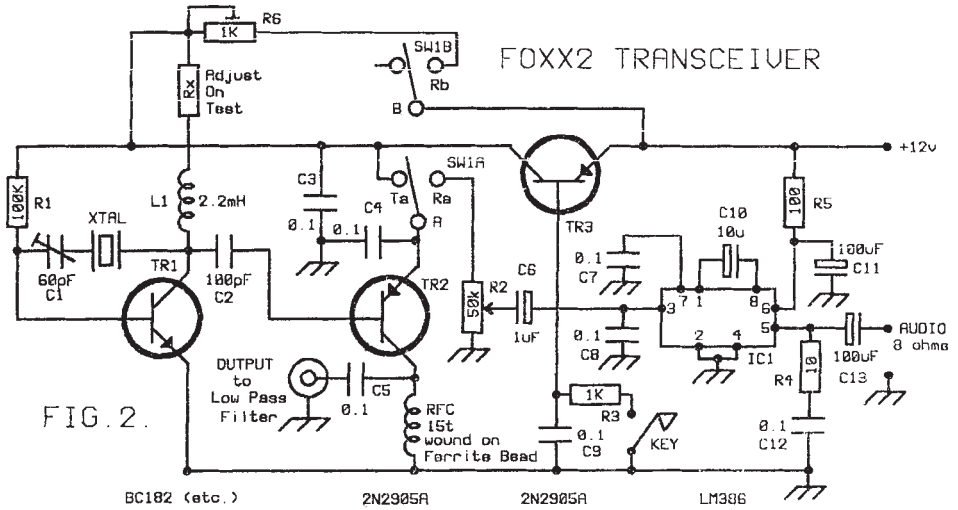 FOXX2 TRANSCEIVER
R6
1K
SW1B
Rb
B
Rx
Adjust
On
Test
+12v
R1
100K
XTAL
L1
2.2mH
C3
0.1
C4
0.1
SW1A
Ta
Ra
A
TR3
R5
100
C10
10u
100uF
C11
60pF
C1
TR1
100pF
C2
TR2
R2
50k
C6
1uF
0.1
C7
7
1
8
3
6
5
2
4
IC1
0.1
C8
AUDIO
8 ohms
100uF
C13
R4
10
OUTPUT
to
Low Pass
Filter
C5
0.1
RFC
15t
wound on
Ferrite Bead
1K
R3
0.1
C9
KEY
0.1
C12
FIG.2.
BC182 (etc.)
2N2905A
2N2905A
LM386